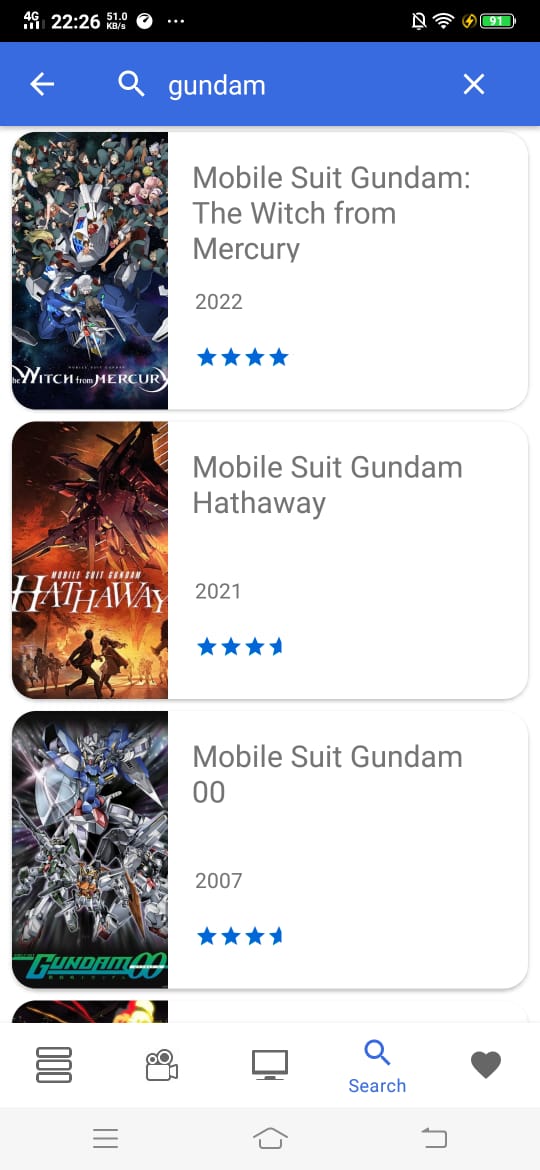 4G 22:26 51.0 KB/s ... 91
gundam
Mobile Suit Gundam:
The Witch from
Mercury
2022
MOBILE SUIT GUNDAM
the WITCH from MERCURY
Mobile Suit Gundam
Hathaway
2021
MOBILE SUIT GUNDAM
HATHAWAY
Mobile Suit Gundam
00
2007
GUNDAM 00
Search